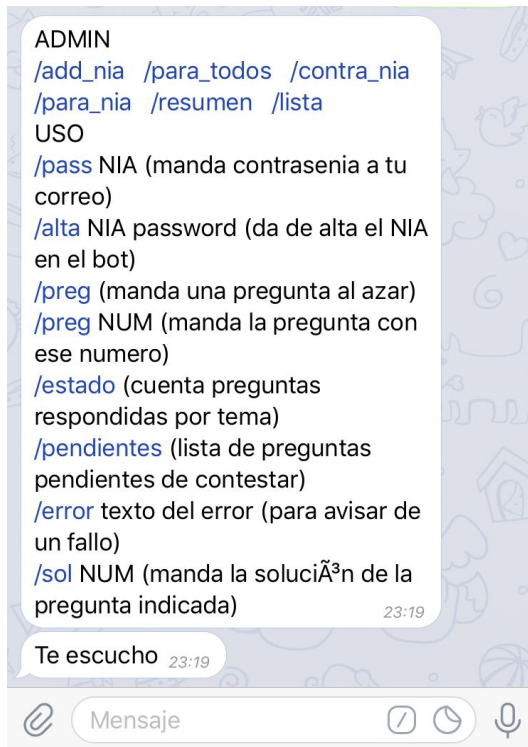 ADMIN
/add_nia /para_todos /contra_nia
/para_nia /resumen /lista
USO
/pass NIA (manda contrasenia a tu
correo)
/alta NIA password (da de alta el NIA
en el bot)
/preg (manda una pregunta al azar)
/preg NUM (manda la pregunta con
ese numero)
/estado (cuenta preguntas
respondidas por tema)
/pendientes (lista de preguntas
pendientes de contestar)
/error texto del error (para avisar de
un fallo)
/sol NUM (manda la soluciÃ³n de la
pregunta indicada)
23:19
Te escucho 23:19
Mensaje